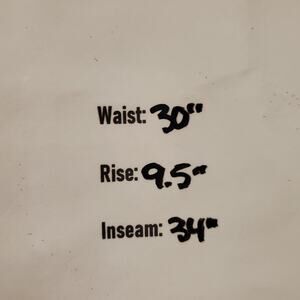 Waist: 30"
Rise: 9.5"
Inseam: 34"